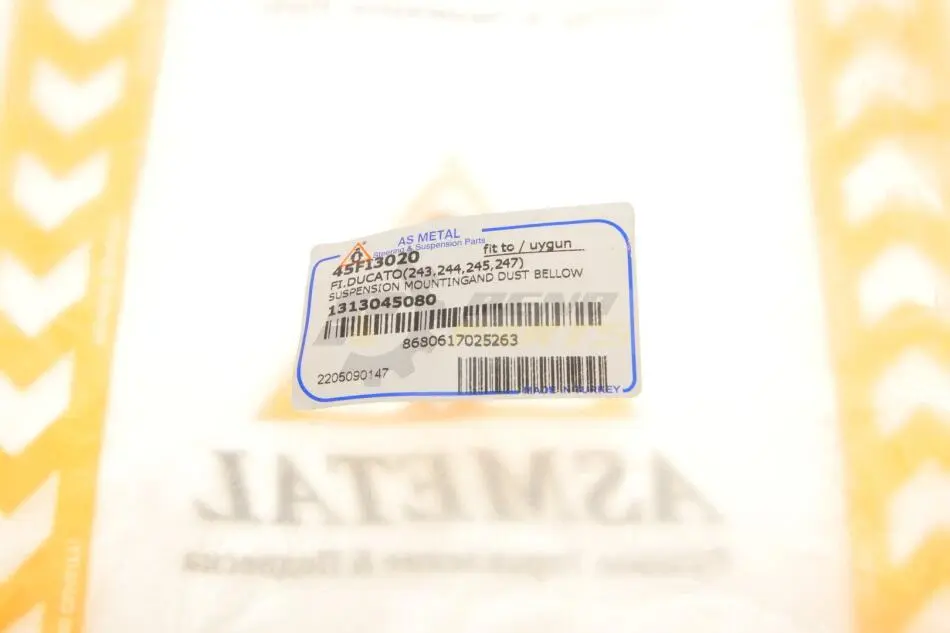 AS METAL
Steering & Suspension Parts
45F13020
fit to / uygun
FI.DUCATO(243,244,245,247)
SUSPENSION MOUNTINGAND DUST BELLOW
1313045080
8680617025263
2205090147
MADE IN TURKEY
ASMETAL